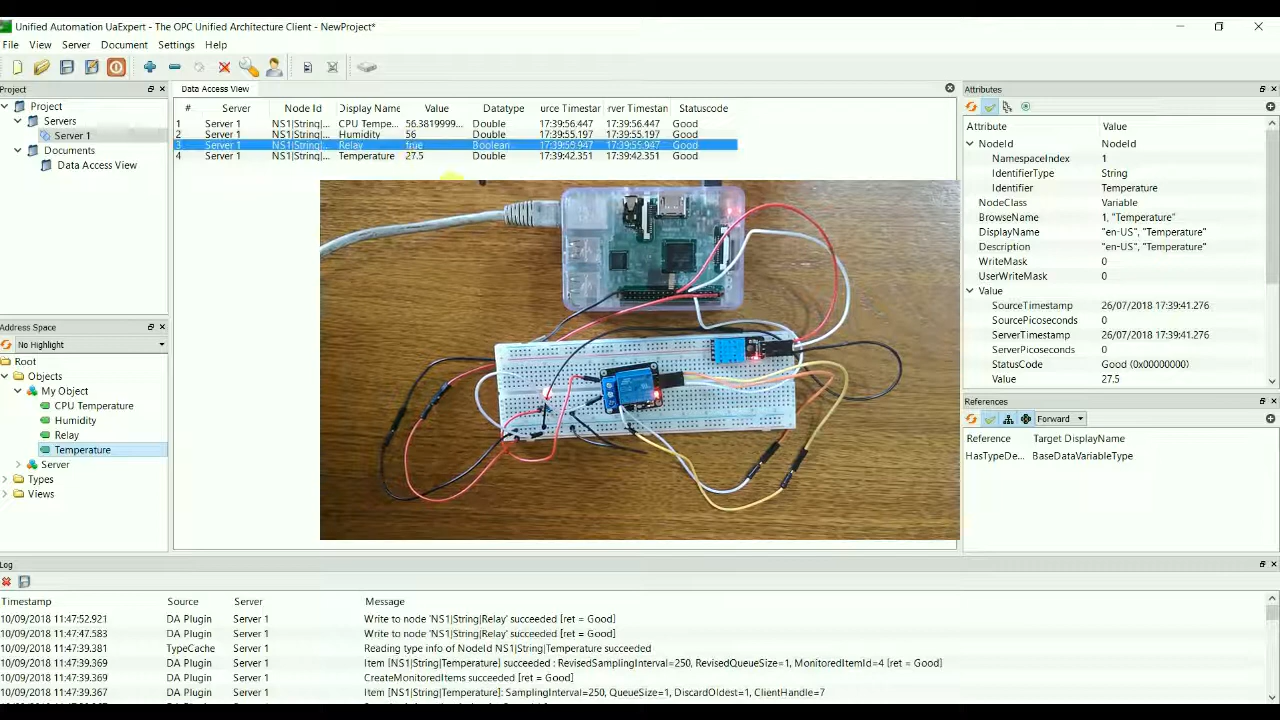 Unified Automation UaExpert - The OPC Unified Architecture Client - NewProject*
File View Server Document Settings Help
Project
Project
Servers
Server 1
Documents
Data Access View
Address Space
No Highlight
Root
Objects
My Object
CPU Temperature
Humidity
Relay
Temperature
Server
Types
Views
Data Access View
# Server Node Id Display Name Value Datatype ource Timestar erver Timestan Statuscode
1 Server 1 NS1|String|... CPU Tempe... 56.3819999... Double 17:39:56.447 17:39:56.447 Good
2 Server 1 NS1|String|... Humidity 56 Double 17:39:55.197 17:39:55.197 Good
3 Server 1 NS1|String|... Relay true Boolean 17:39:55.947 17:39:55.947 Good
4 Server 1 NS1|String|... Temperature 27.5 Double 17:39:42.351 17:39:42.351 Good
Attributes
Attribute Value
NodeId NodeId
NamespaceIndex 1
IdentifierType String
Identifier Temperature
NodeClass Variable
BrowseName 1, "Temperature"
DisplayName "en-US", "Temperature"
Description "en-US", "Temperature"
WriteMask 0
UserWriteMask 0
Value
SourceTimestamp 26/07/2018 17:39:41.276
SourcePicoseconds 0
ServerTimestamp 26/07/2018 17:39:41.276
ServerPicoseconds 0
StatusCode Good (0x00000000)
Value 27.5
References
Forward
Reference Target DisplayName
HasTypeDe... BaseDataVariableType
Log
Timestamp Source Server Message
10/09/2018 11:47:52.921 DA Plugin Server 1 Write to node 'NS1|String|Relay' succeeded [ret = Good]
10/09/2018 11:47:47.583 DA Plugin Server 1 Write to node 'NS1|String|Relay' succeeded [ret = Good]
10/09/2018 11:47:39.381 TypeCache Server 1 Reading type info of NodeId NS1|String|Temperature succeeded
10/09/2018 11:47:39.369 DA Plugin Server 1 Item [NS1|String|Temperature] succeeded : RevisedSamplingInterval=250, RevisedQueueSize=1, MonitoredItemId=4 [ret = Good]
10/09/2018 11:47:39.369 DA Plugin Server 1 CreateMonitoredItems succeeded [ret = Good]
10/09/2018 11:47:39.367 DA Plugin Server 1 Item [NS1|String|Temperature]: SamplingInterval=250, QueueSize=1, DiscardOldest=1, ClientHandle=7